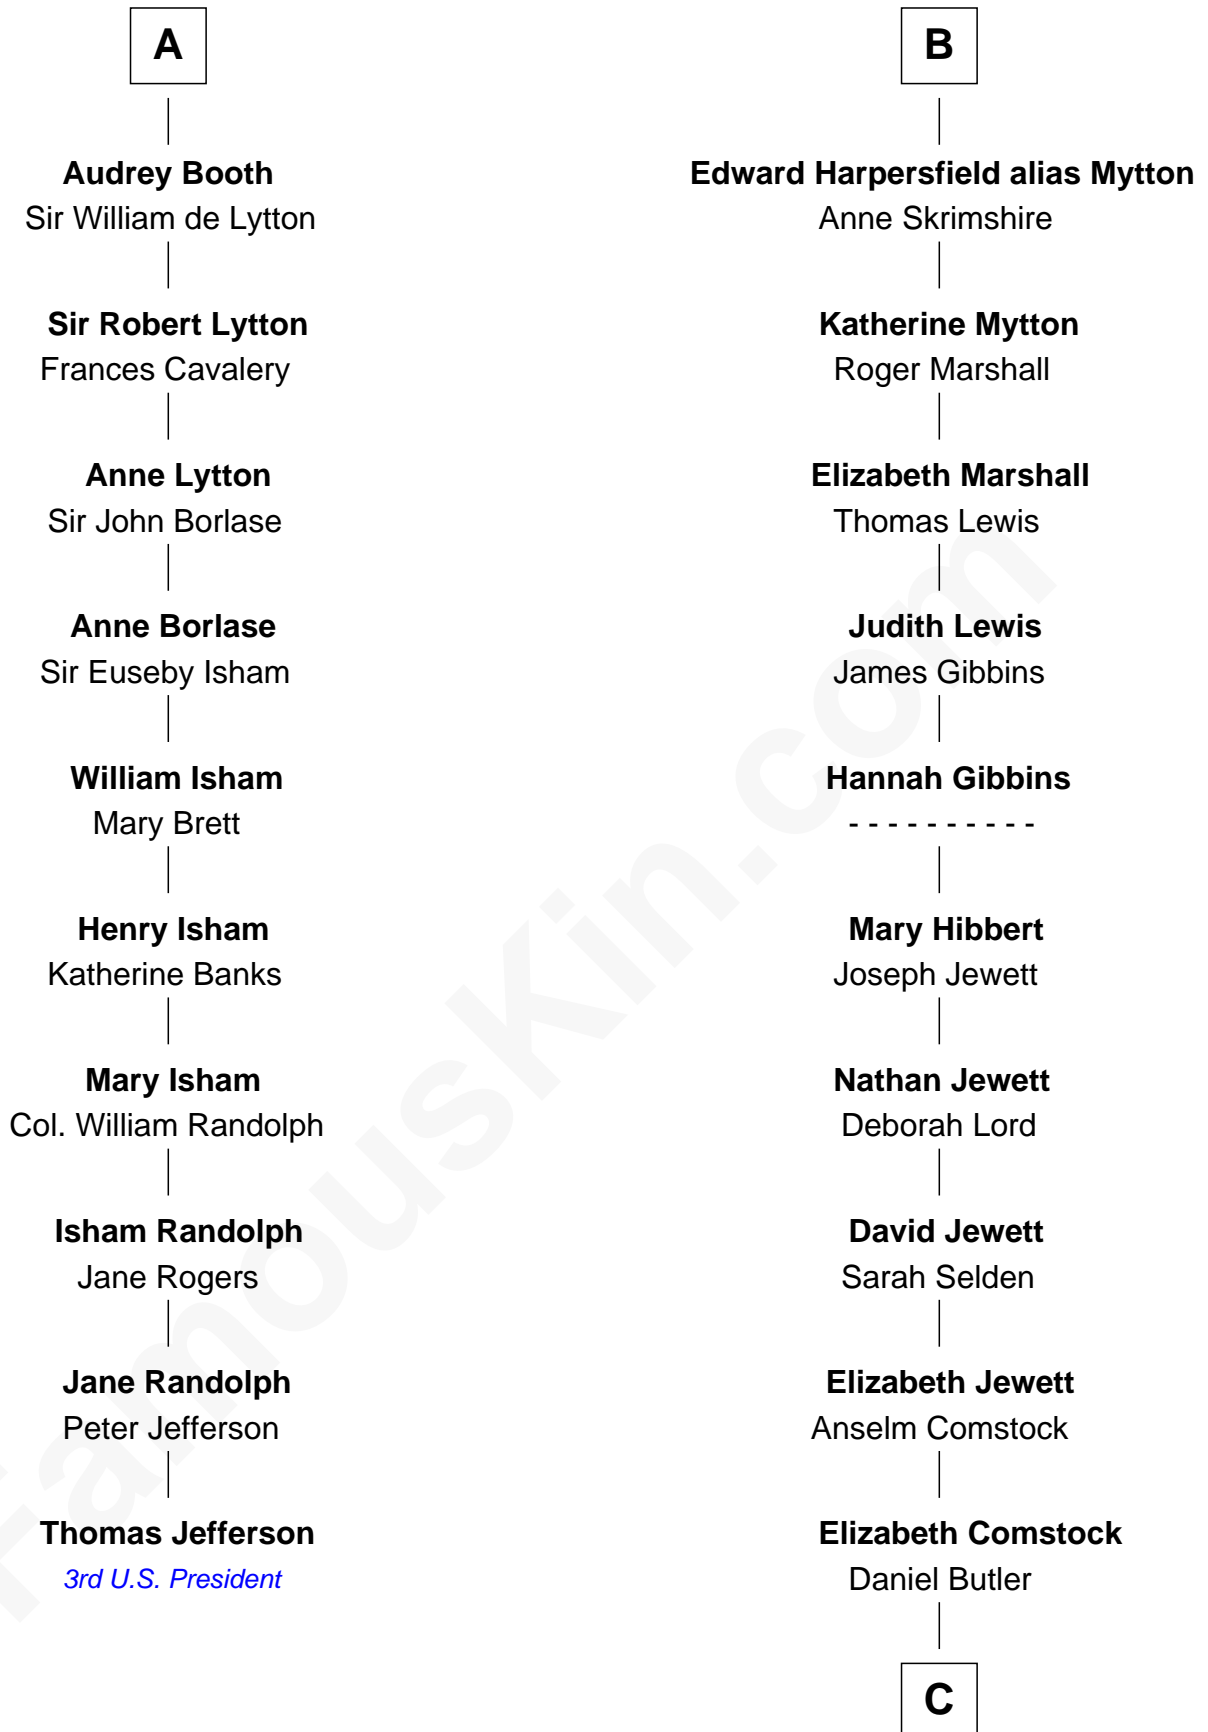 A
Audrey Booth
Sir William de Lytton
Sir Robert Lytton
Frances Cavalery
Anne Lytton
Sir John Borlase
Anne Borlase
Sir Euseby Isham
William Isham
Mary Brett
Henry Isham
Katherine Banks
Mary Isham
Col. William Randolph
Isham Randolph
Jane Rogers
Jane Randolph
Peter Jefferson
Thomas Jefferson
3rd U.S. President
B
Edward Harpersfield alias Mytton
Anne Skrimshire
Katherine Mytton
Roger Marshall
Elizabeth Marshall
Thomas Lewis
Judith Lewis
James Gibbins
Hannah Gibbins
- - - - - - - - - -
Mary Hibbert
Joseph Jewett
Nathan Jewett
Deborah Lord
David Jewett
Sarah Selden
Elizabeth Jewett
Anselm Comstock
Elizabeth Comstock
Daniel Butler
C
FamousKin.com